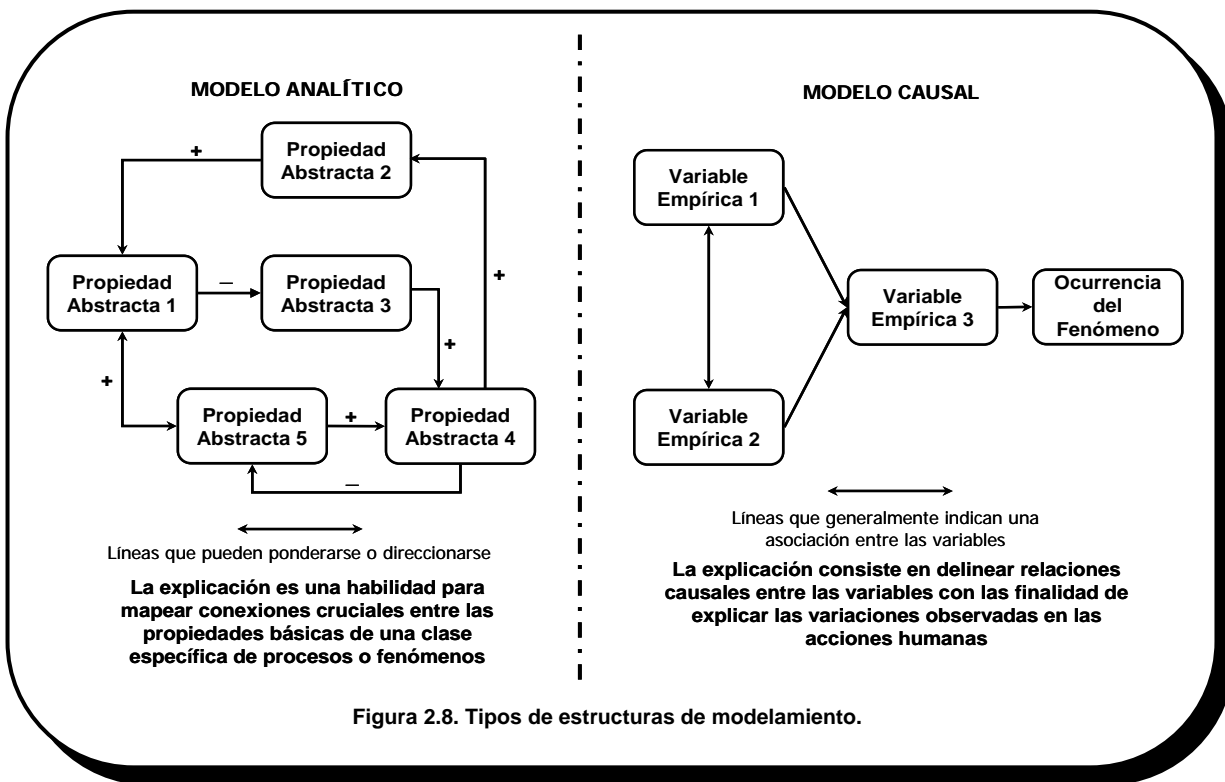 MODELO ANALÍTICO
+
Propiedad
Abstracta 2
Propiedad
Abstracta 1
–
Propiedad
Abstracta 3
+
+
+
Propiedad
Abstracta 5
+
Propiedad
Abstracta 4
–
Líneas que pueden ponderarse o direccionarse
La explicación es una habilidad para
mapear conexiones cruciales entre las
propiedades básicas de una clase
específica de procesos o fenómenos
MODELO CAUSAL
Variable
Empírica 1
Variable
Empírica 3
Ocurrencia
del
Fenómeno
Variable
Empírica 2
Líneas que generalmente indican una
asociación entre las variables
La explicación consiste en delinear relaciones
causales entre las variables con las finalidad de
explicar las variaciones observadas en las
acciones humanas
Figura 2.8. Tipos de estructuras de modelamiento.